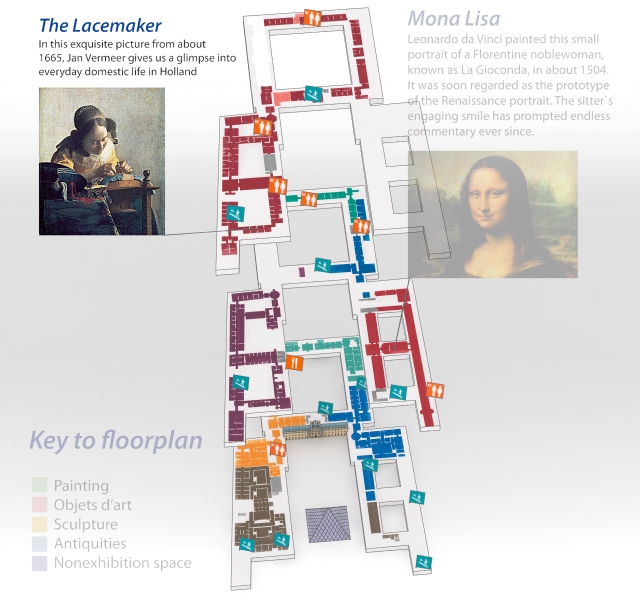 The Lacemaker
In this exquisite picture from about
1665, Jan Vermeer gives us a glimpse into
everyday domestic life in Holland
Mona Lisa
Leonardo da Vinci painted this small
portrait of a Florentine noblewoman,
known as La Gioconda, in about 1504.
It was soon regarded as the prototype
of the Renaissance portrait. The sitter`s
engaging smile has prompted endless
commentary ever since.
Key to floorplan
Painting
Objets d'art
Sculpture
Antiquities
Nonexhibition space